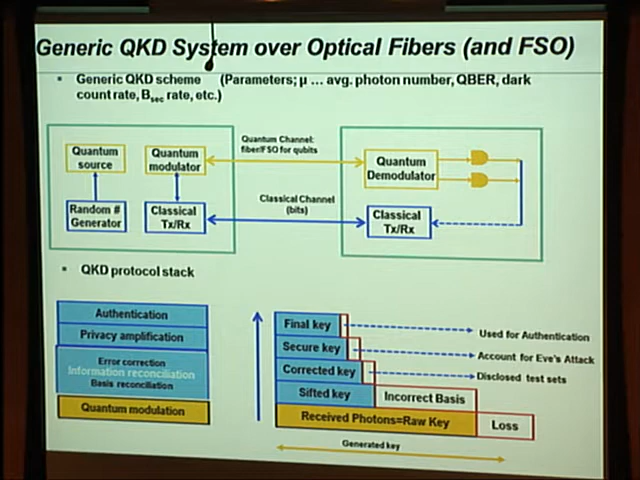 Generic QKD System over Optical Fibers (and FSO)
▪ Generic QKD scheme (Parameters; μ ... avg. photon number, QBER, dark
count rate, Bsec rate, etc.)
Quantum Channel:
fiber/FSO for qubits
Quantum
source
Quantum
modulator
Quantum
Demodulator
Random #
Generator
Classical
Tx/Rx
Classical Channel
(bits)
Classical
Tx/Rx
▪ QKD protocol stack
Authentication
Privacy amplification
Error correction
Information reconciliation
Basis reconciliation
Quantum modulation
Final key
Used for Authentication
Secure key
Account for Eve's Attack
Corrected key
Disclosed test sets
Sifted key
Incorrect Basis
Received Photons=Raw Key
Loss
Generated key